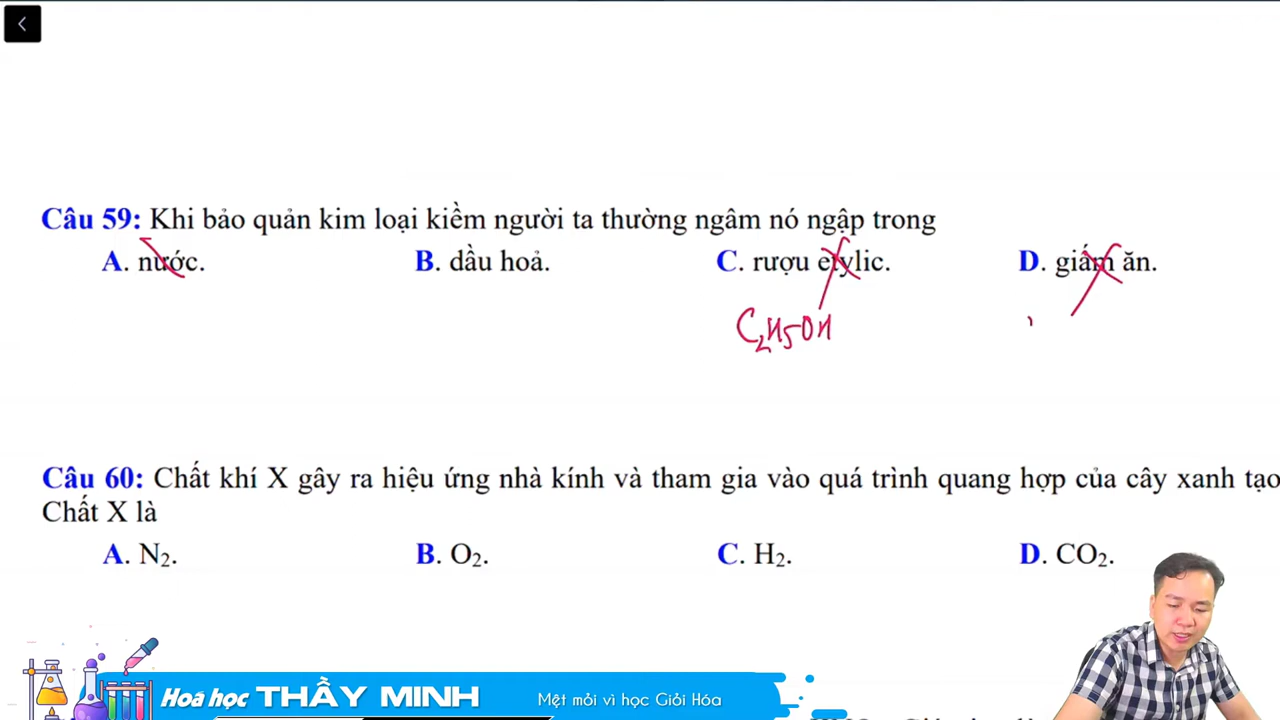 Câu 59: Khi bảo quản kim loại kiềm người ta thường ngâm nó ngập trong
A. nước. B. dầu hoả. C. rượu etylic. D. giấm ăn.
C2H5OH
Câu 60: Chất khí X gây ra hiệu ứng nhà kính và tham gia vào quá trình quang hợp của cây xanh tạo
Chất X là
A. N2. B. O2. C. H2. D. CO2.
Hoá học THẦY MINH Mệt mỏi vì học Giỏi Hóa